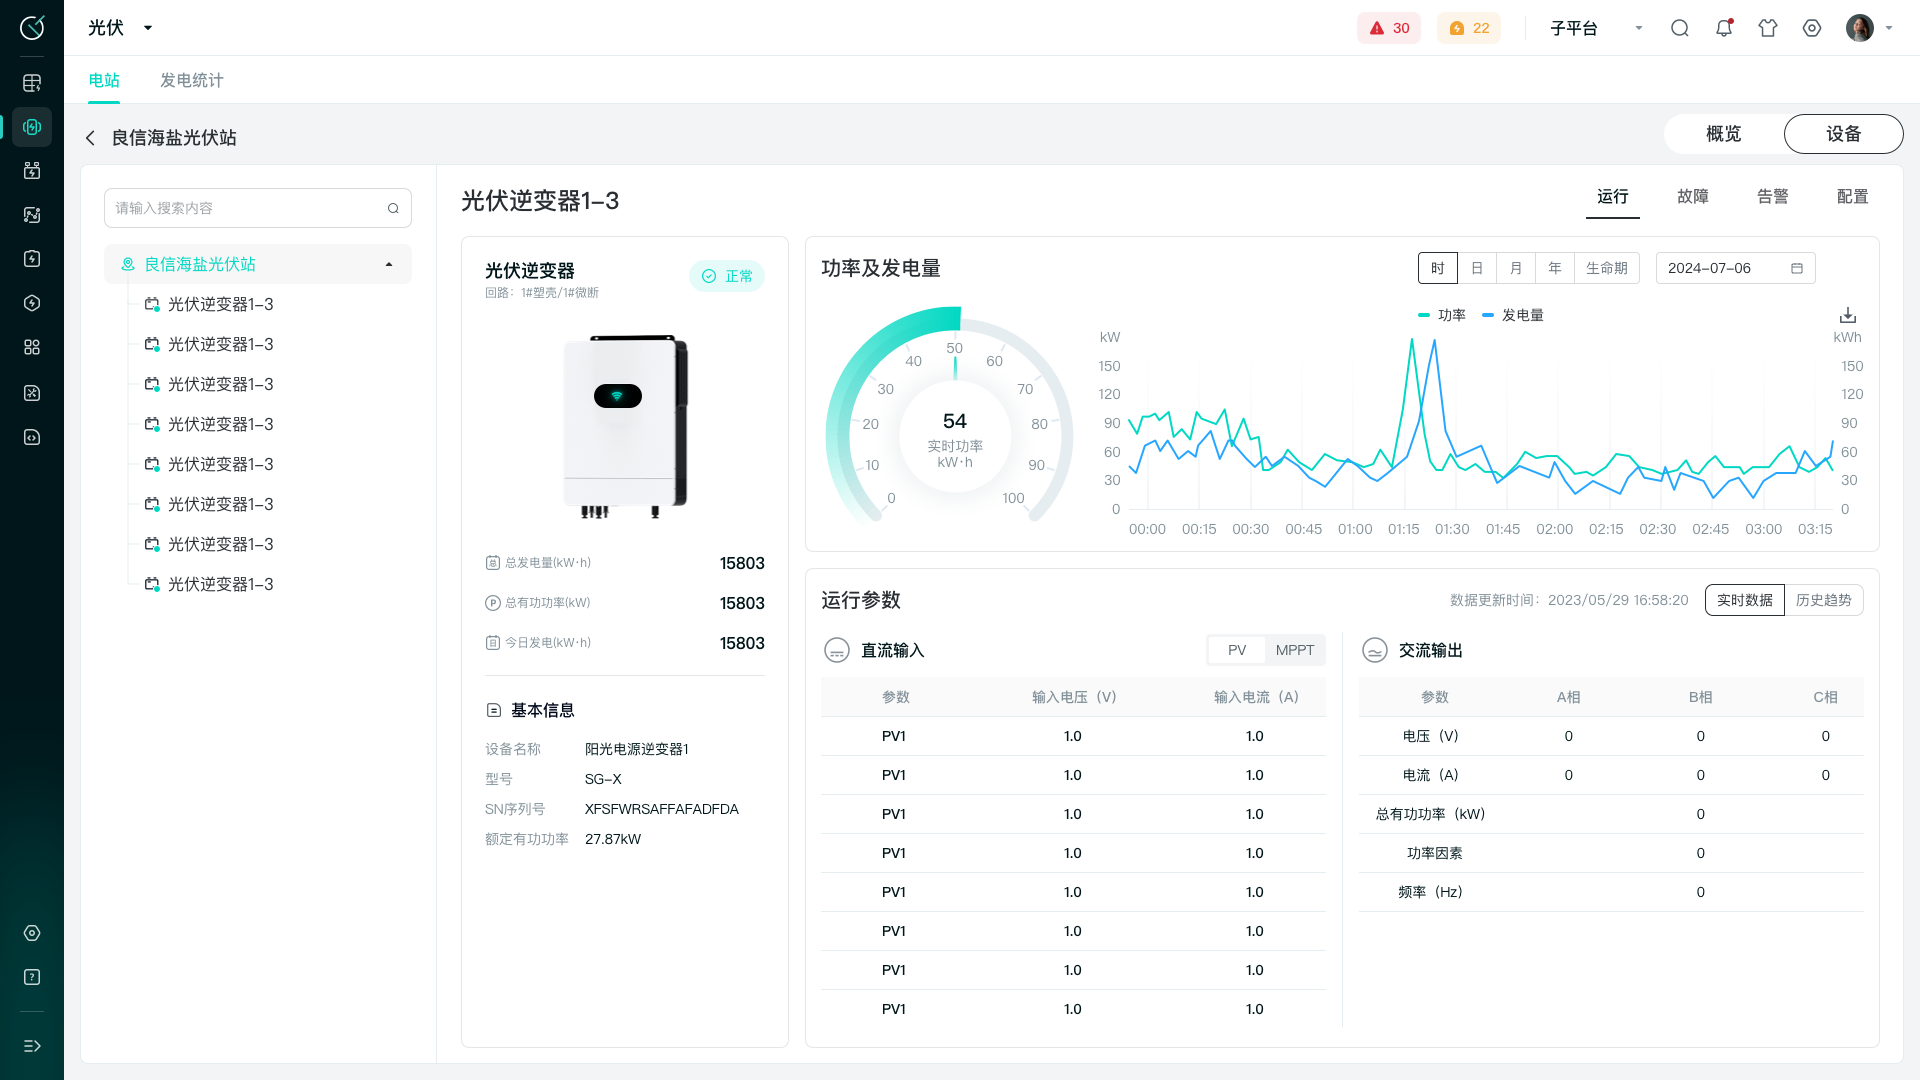 光伏
30
22
子平台
电站
发电统计
良信海盐光伏站
概览
设备
请输入搜索内容
良信海盐光伏站
光伏逆变器1-3
光伏逆变器1-3
光伏逆变器1-3
光伏逆变器1-3
光伏逆变器1-3
光伏逆变器1-3
光伏逆变器1-3
光伏逆变器1-3
光伏逆变器1-3
运行
故障
告警
配置
光伏逆变器
正常
回路：1#塑壳/1#微断
总发电量(kW·h)
15803
总有功功率(kW)
15803
今日发电(kW·h)
15803
基本信息
设备名称
阳光电源逆变器1
型号
SG-X
SN序列号
XFSFWRSAFFAFADFDA
额定有功功率
27.87kW
功率及发电量
时
日
月
年
生命期
2024-07-06
0
10
20
30
40
50
60
70
80
90
100
54
实时功率
kW·h
功率
发电量
kW
kWh
150
150
120
120
90
90
60
60
30
30
0
0
00:00
00:15
00:30
00:45
01:00
01:15
01:30
01:45
02:00
02:15
02:30
02:45
03:00
03:15
运行参数
数据更新时间：2023/05/29 16:58:20
实时数据
历史趋势
直流输入
PV
MPPT
参数 输入电压（V） 输入电流（A）
PV1 1.0 1.0
PV1 1.0 1.0
PV1 1.0 1.0
PV1 1.0 1.0
PV1 1.0 1.0
PV1 1.0 1.0
PV1 1.0 1.0
PV1 1.0 1.0
交流输出
参数 A相 B相 C相
电压（V） 0 0 0
电流（A） 0 0 0
总有功功率（kW） 0
功率因素 0
频率（Hz） 0